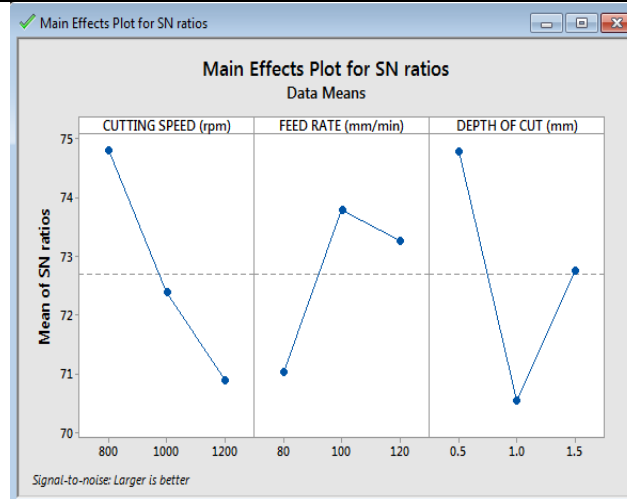 Main Effects Plot for SN ratios
Main Effects Plot for SN ratios
Data Means
CUTTING SPEED (rpm) FEED RATE (mm/min) DEPTH OF CUT (mm)
75
74
73
72
71
70
Mean of SN ratios
800 1000 1200 80 100 120 0.5 1.0 1.5
Signal-to-noise: Larger is better